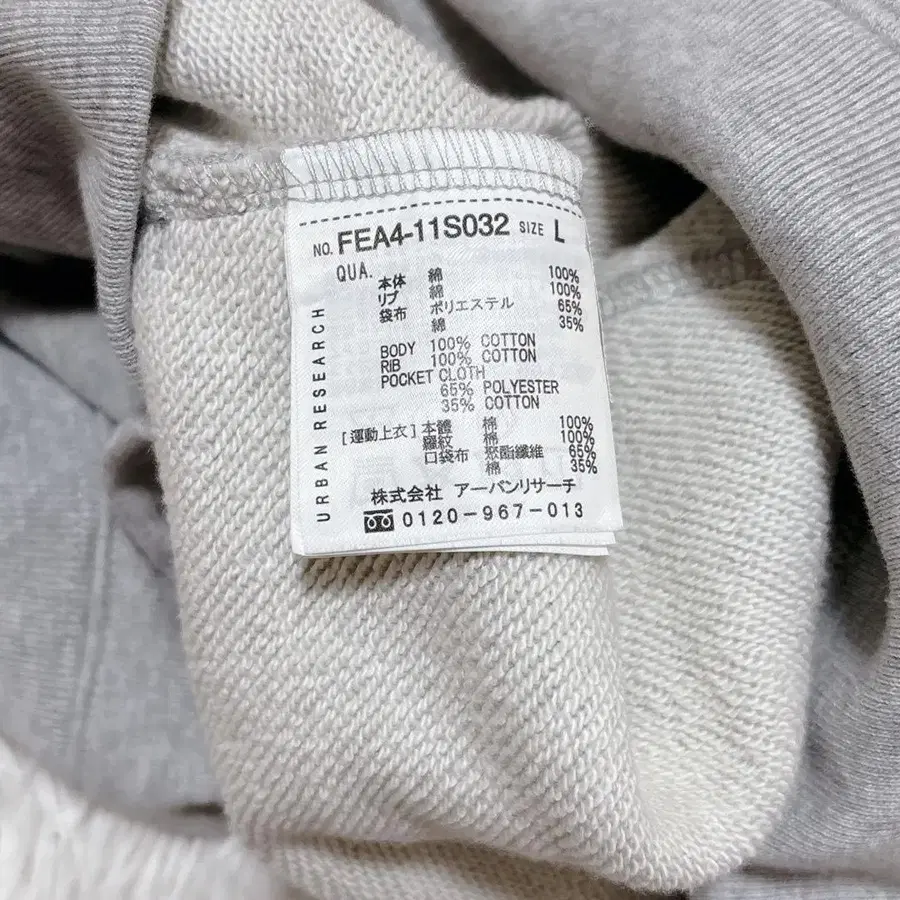 NO. FEA4-11S032 SIZE L
QUA.
本体 綿 100%
リブ 綿 100%
袋布 ポリエステル 65%
綿 35%
BODY 100% COTTON
RIB 100% COTTON
POCKET CLOTH
65% POLYESTER
35% COTTON
[運動上衣] 本體 棉 100%
羅紋 棉 100%
口袋布 聚酯纖維 65%
棉 35%
株式会社 アーバンリサーチ
0120-967-013
URBAN RESEARCH